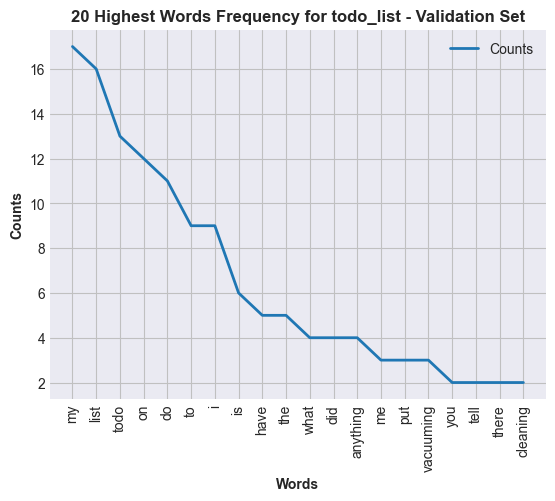 20 Highest Words Frequency for todo_list - Validation Set
Counts
16
14
12
10
8
6
4
2
Counts
my
list
todo
on
do
to
i
is
have
the
what
did
anything
me
put
vacuuming
you
tell
there
cleaning
Words